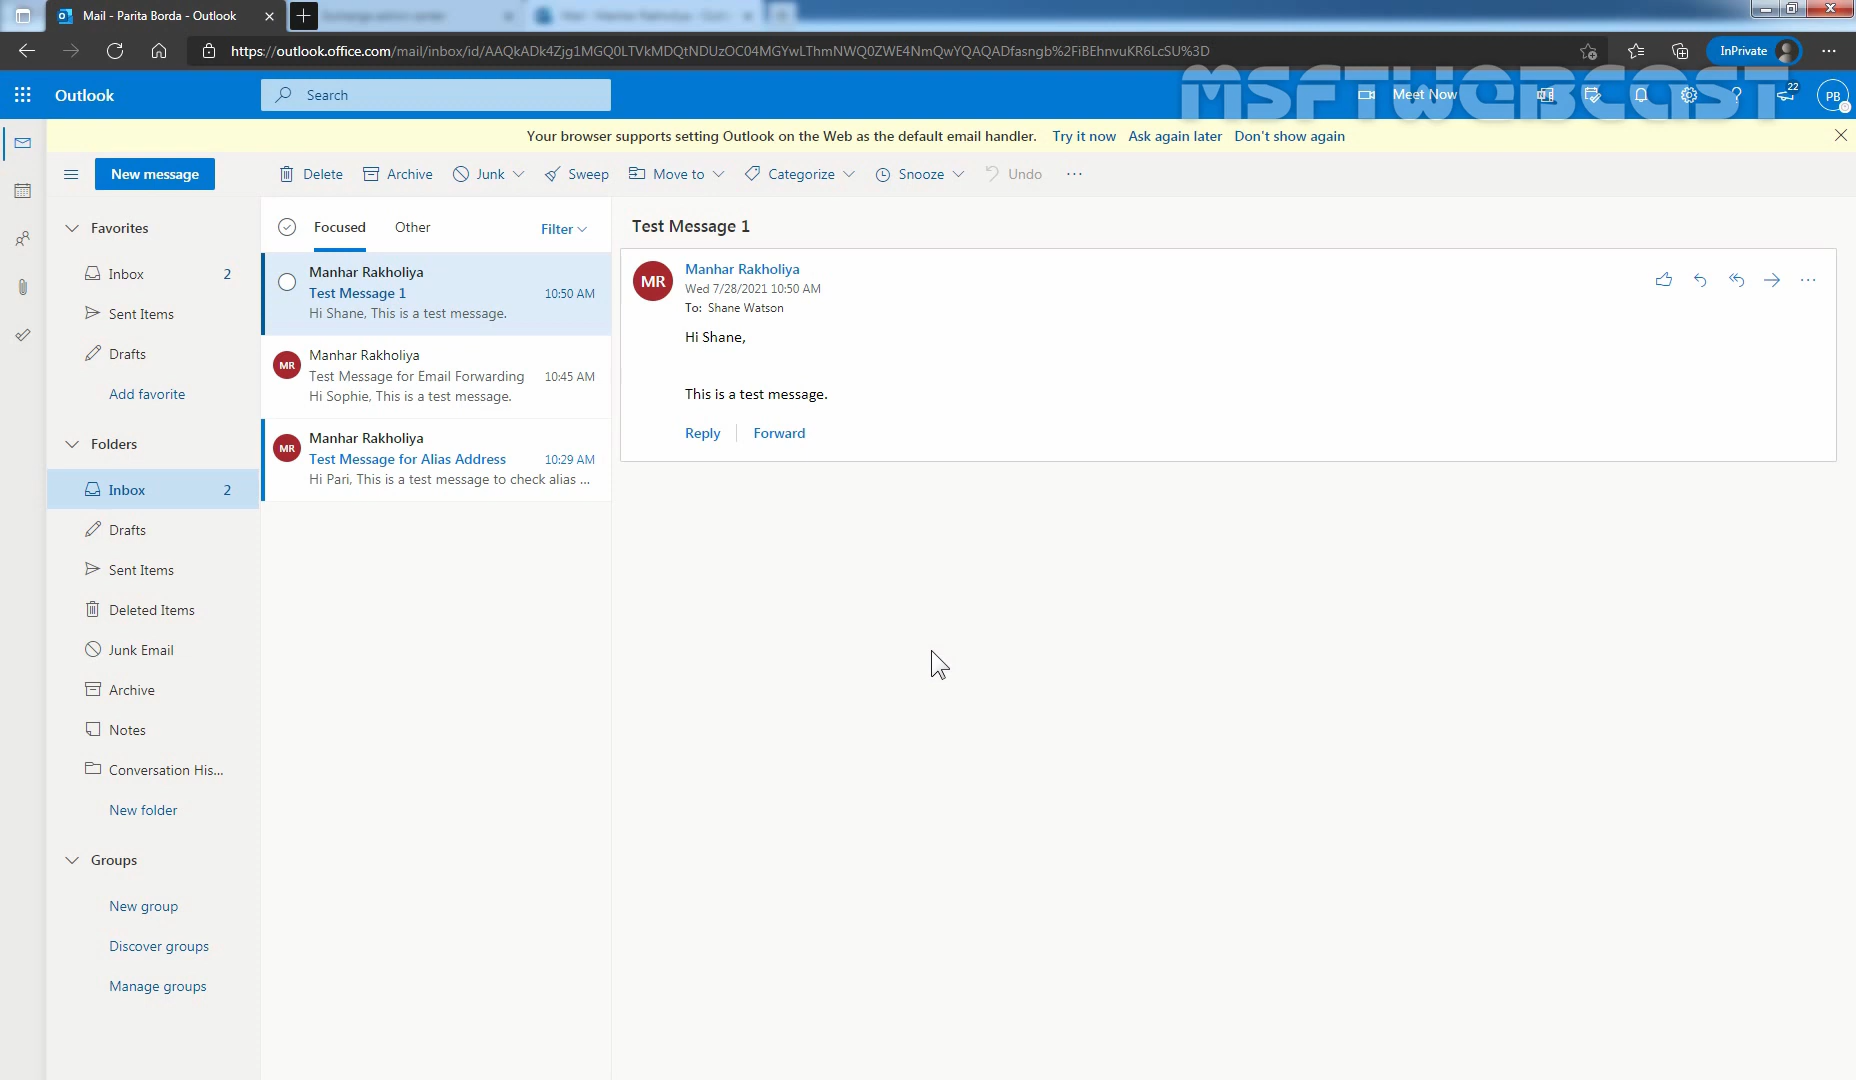 Mail - Parita Borda - Outlook
https://outlook.office.com/mail/inbox/id/AAQkADk4Zjg1MGQ0LTVkMDQtNDUzOC04MGYwLThmNWQ0ZWE4NmQwYQAQADfasngb%2FiBEhnvuKR6LcSU%3D
InPrivate
Outlook
Search
MSFTWEBCAST
Meet Now
22
PB
Your browser supports setting Outlook on the Web as the default email handler. Try it now Ask again later Don't show again
New message
Delete Archive Junk Sweep Move to Categorize Snooze Undo
Favorites
Inbox 2
Sent Items
Drafts
Add favorite
Folders
Inbox 2
Drafts
Sent Items
Deleted Items
Junk Email
Archive
Notes
Conversation His...
New folder
Groups
New group
Discover groups
Manage groups
Focused Other Filter
Manhar Rakholiya
Test Message 1 10:50 AM
Hi Shane, This is a test message.
MR
Manhar Rakholiya
Test Message for Email Forwarding 10:45 AM
Hi Sophie, This is a test message.
MR
Manhar Rakholiya
Test Message for Alias Address 10:29 AM
Hi Pari, This is a test message to check alias ...
Test Message 1
MR
Manhar Rakholiya
Wed 7/28/2021 10:50 AM
To: Shane Watson
Hi Shane,
This is a test message.
Reply Forward